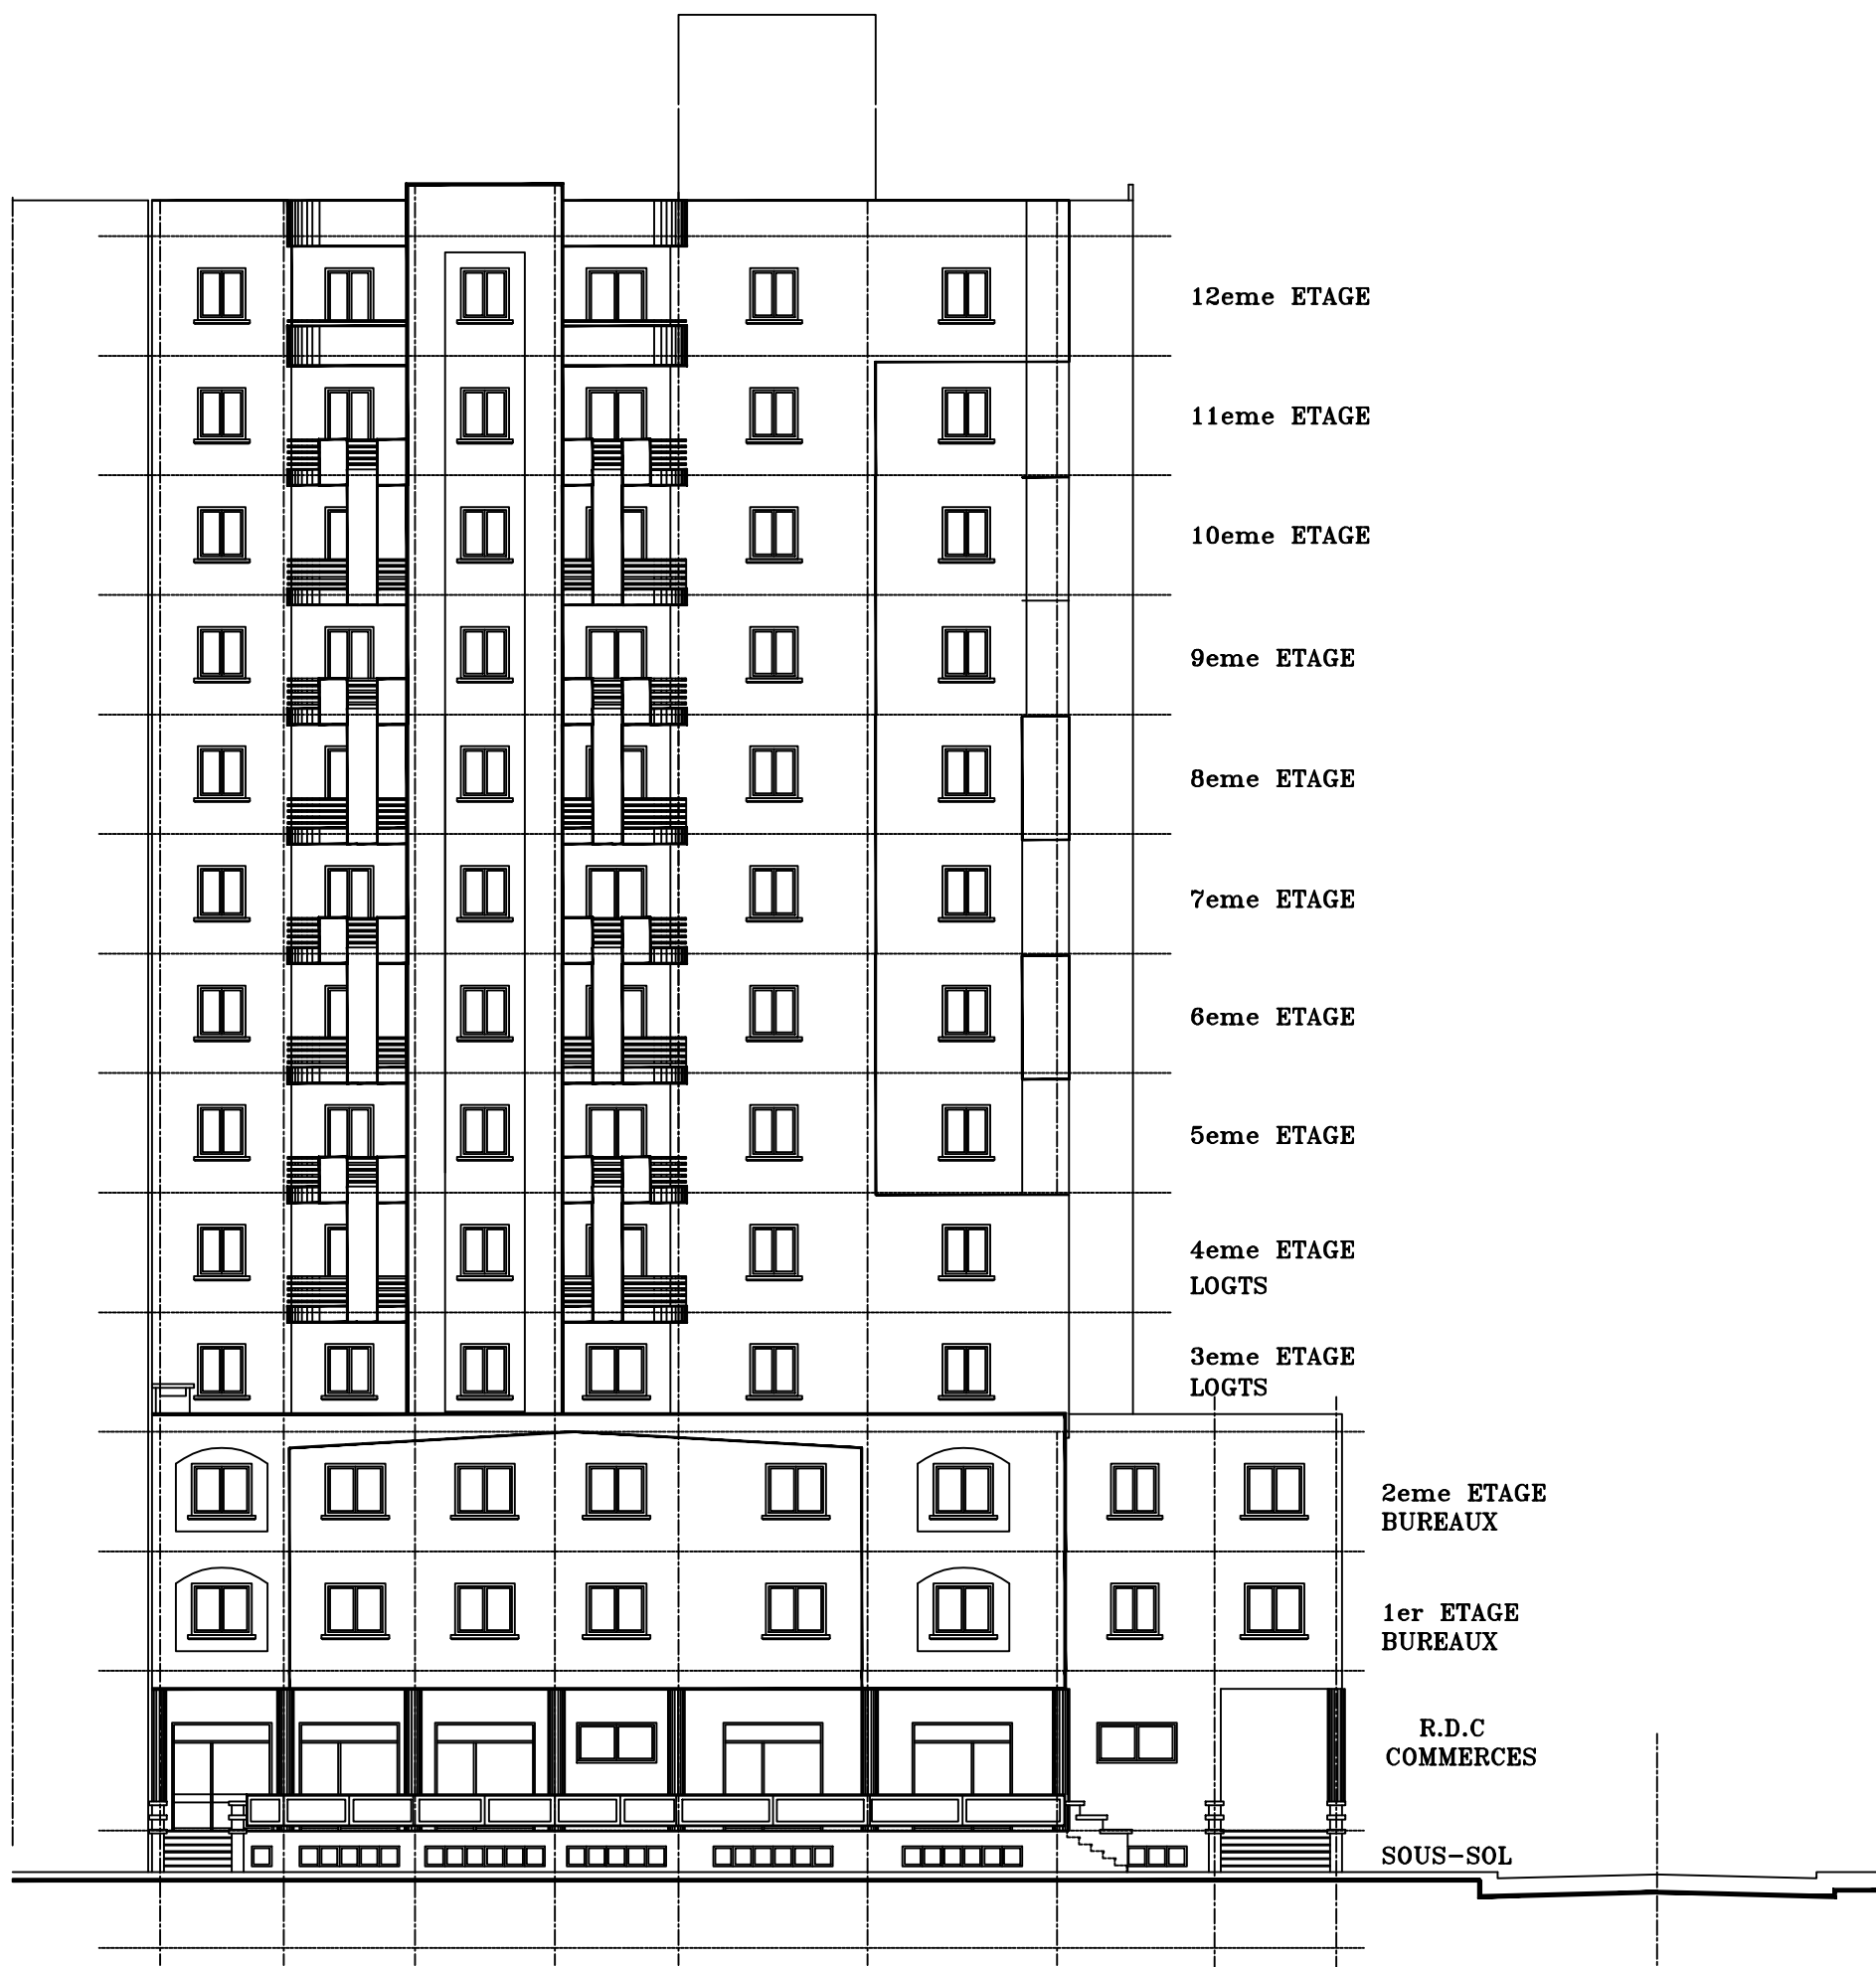 12eme ETAGE
11eme ETAGE
10eme ETAGE
9eme ETAGE
8eme ETAGE
7eme ETAGE
6eme ETAGE
5eme ETAGE
4eme ETAGE
LOGTS
3eme ETAGE
LOGTS
2eme ETAGE
BUREAUX
1er ETAGE
BUREAUX
R.D.C
COMMERCES
SOUS-SOL